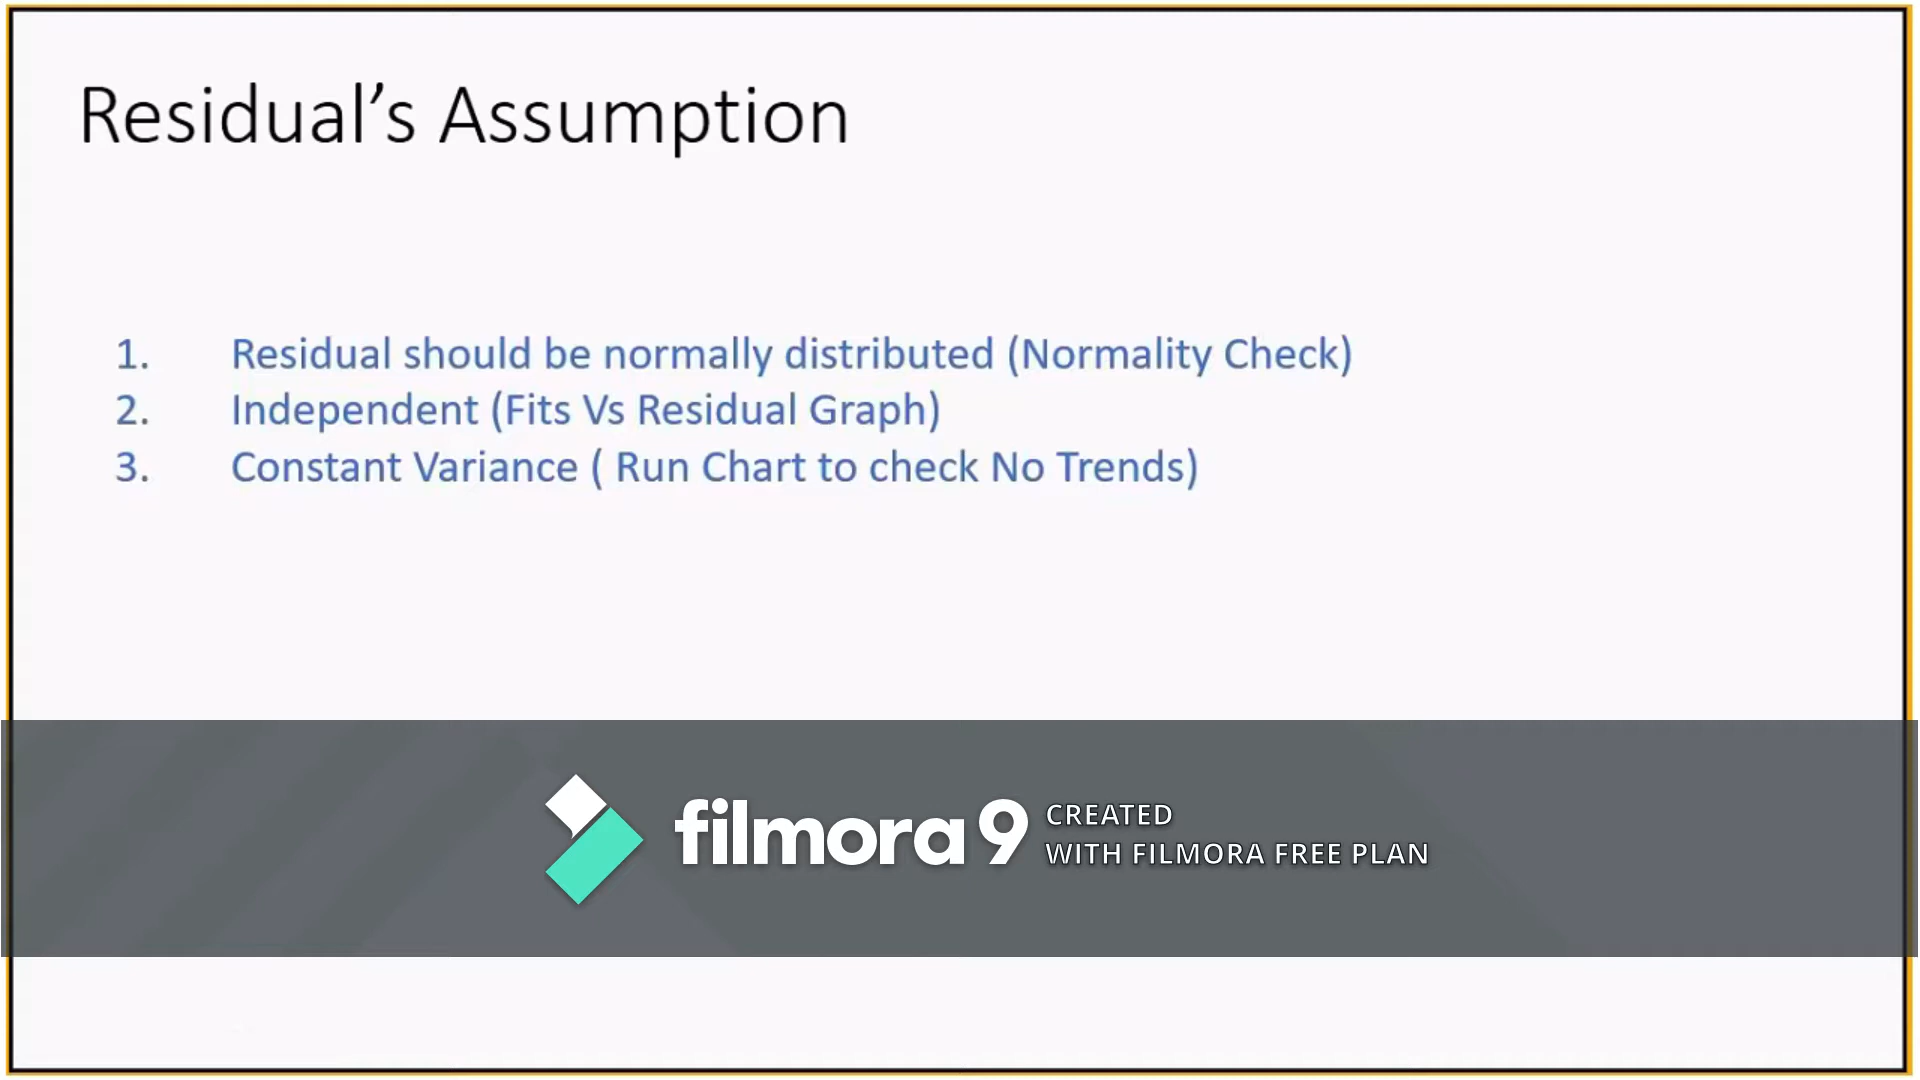 Residual’s Assumption
1. Residual should be normally distributed (Normality Check)
2. Independent (Fits Vs Residual Graph)
3. Constant Variance ( Run Chart to check No Trends)
filmora 9
CREATED
WITH FILMORA FREE PLAN